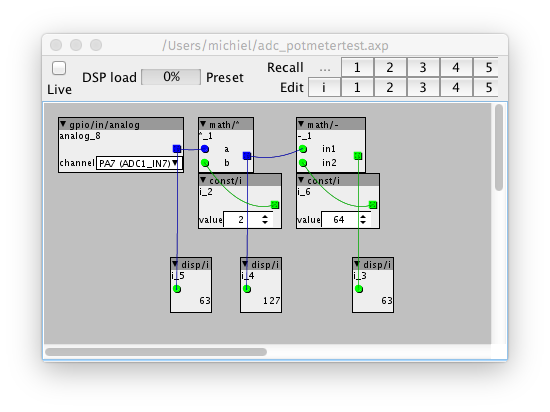 /Users/michiel/adc_potmetertest.axp
Live
DSP load 0% Preset
Recall ... 1 2 3 4 5
Edit i 1 2 3 4 5
gpio/in/analog
analog_8
channel PA7 (ADC1_IN7)
math/*
*_1
a
b
math/-
-_1
in1
in2
const/i
i_2
value 2
const/i
i_6
value 64
disp/i
i_5
63
disp/i
i_4
127
disp/i
i_3
63